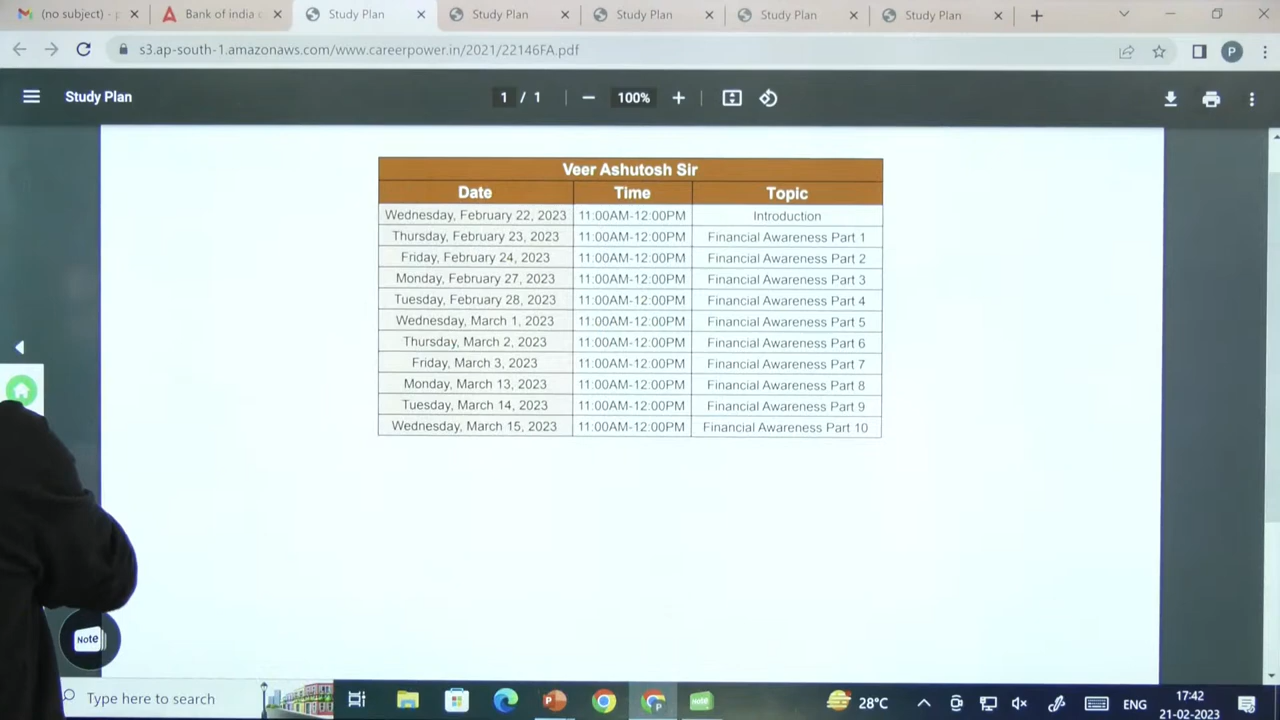 (no subject) - p
Bank of india c
Study Plan
Study Plan
Study Plan
Study Plan
Study Plan
s3.ap-south-1.amazonaws.com/www.careerpower.in/2021/22146FA.pdf
P
Study Plan
1 / 1
100%
Veer Ashutosh Sir
Date Time Topic
Wednesday, February 22, 2023 11:00AM-12:00PM Introduction
Thursday, February 23, 2023 11:00AM-12:00PM Financial Awareness Part 1
Friday, February 24, 2023 11:00AM-12:00PM Financial Awareness Part 2
Monday, February 27, 2023 11:00AM-12:00PM Financial Awareness Part 3
Tuesday, February 28, 2023 11:00AM-12:00PM Financial Awareness Part 4
Wednesday, March 1, 2023 11:00AM-12:00PM Financial Awareness Part 5
Thursday, March 2, 2023 11:00AM-12:00PM Financial Awareness Part 6
Friday, March 3, 2023 11:00AM-12:00PM Financial Awareness Part 7
Monday, March 13, 2023 11:00AM-12:00PM Financial Awareness Part 8
Tuesday, March 14, 2023 11:00AM-12:00PM Financial Awareness Part 9
Wednesday, March 15, 2023 11:00AM-12:00PM Financial Awareness Part 10
Note
Type here to search
Note
28°C
ENG
17:42
21-02-2023